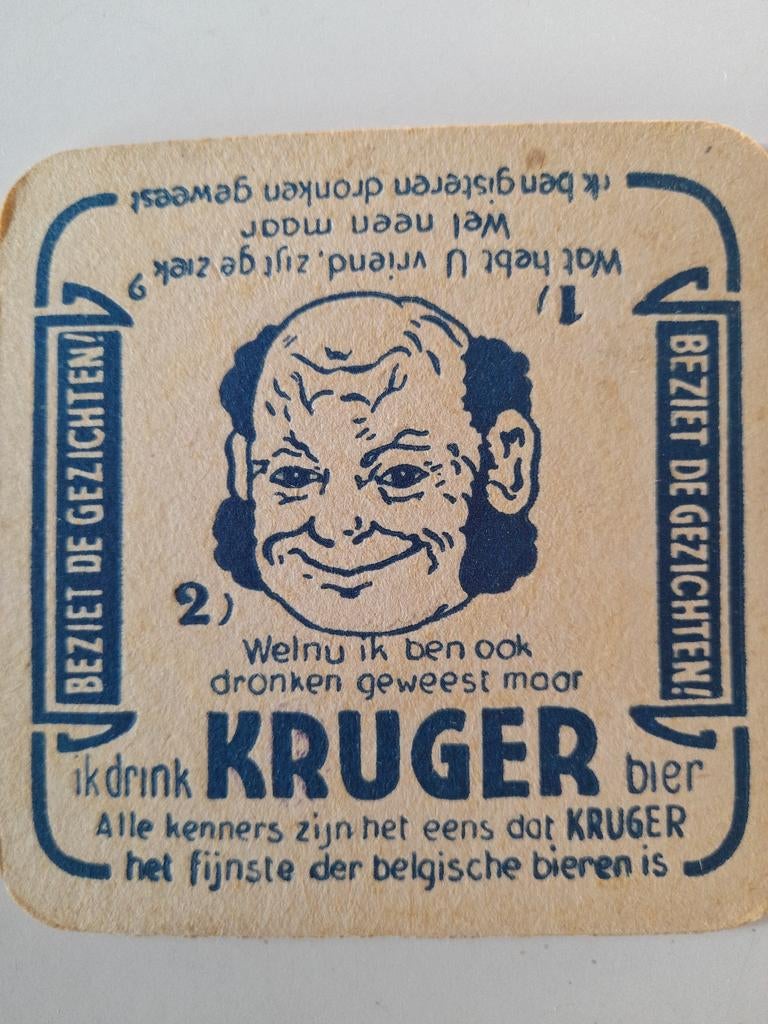 1)
Wat hebt U vriend, zijt ge ziek?
Wel neen maar
ik ben gisteren dronken geweest
BEZIET DE GEZICHTEN!
BEZIET DE GEZICHTEN!
2)
Welnu ik ben ook
dronken geweest maar
ik drink KRUGER bier
Alle kenners zijn het eens dat KRUGER
het fijnste der belgische bieren is